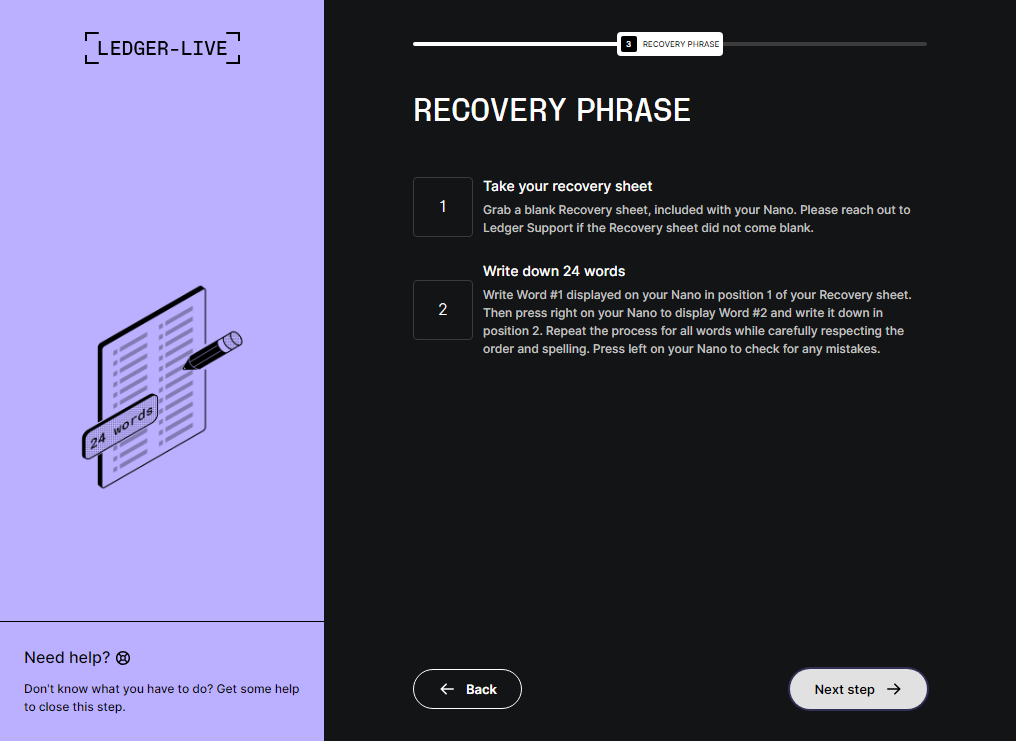 LEDGER-LIVE
24 words
Need help?
Don't know what you have to do? Get some help
to close this step.
3 RECOVERY PHRASE
RECOVERY PHRASE
1
Take your recovery sheet
Grab a blank Recovery sheet, included with your Nano. Please reach out to
Ledger Support if the Recovery sheet did not come blank.
2
Write down 24 words
Write Word #1 displayed on your Nano in position 1 of your Recovery sheet.
Then press right on your Nano to display Word #2 and write it down in
position 2. Repeat the process for all words while carefully respecting the
order and spelling. Press left on your Nano to check for any mistakes.
Back
Next step